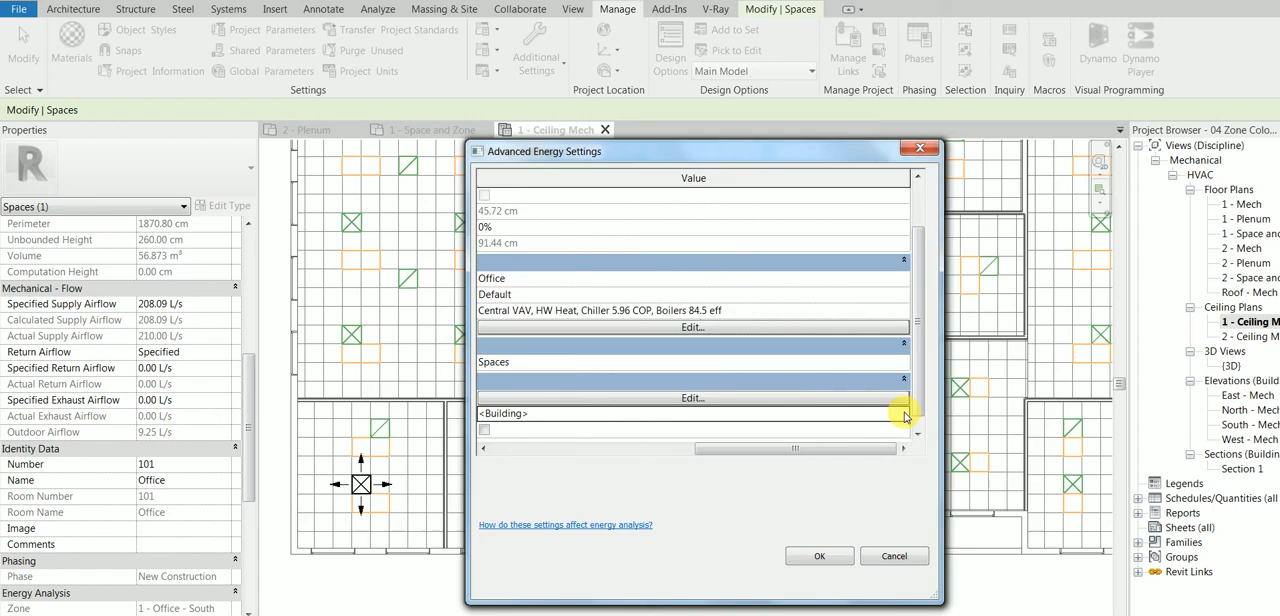 File Architecture Structure Steel Systems Insert Annotate Analyze Massing & Site Collaborate View Manage Add-Ins V-Ray Modify | Spaces
Object Styles Project Parameters Transfer Project Standards Add to Set
Snaps Shared Parameters Purge Unused Pick to Edit
Modify Materials Additional Design Manage Phases Dynamo Dynamo
Project Information Global Parameters Project Units Settings Options Main Model Links Player
Select Settings Project Location Design Options Manage Project Phasing Selection Inquiry Macros Visual Programming
Modify | Spaces
Properties
2 - Plenum 1 - Space and Zone 1 - Ceiling Mech
Project Browser - 04 Zone Colo...
R
Spaces (1) Edit Type
Perimeter 1870.80 cm
Unbounded Height 260.00 cm
Volume 56.873 m³
Computation Height 0.00 cm
Mechanical - Flow
Specified Supply Airflow 208.09 L/s
Calculated Supply Airflow 208.09 L/s
Actual Supply Airflow 210.00 L/s
Return Airflow Specified
Specified Return Airflow 0.00 L/s
Actual Return Airflow 0.00 L/s
Specified Exhaust Airflow 0.00 L/s
Actual Exhaust Airflow 0.00 L/s
Outdoor Airflow 9.25 L/s
Identity Data
Number 101
Name Office
Room Number 101
Room Name Office
Image
Comments
Phasing
Phase New Construction
Energy Analysis
Zone 1 - Office - South
Advanced Energy Settings
Value
45.72 cm
0%
91.44 cm
Office
Default
Central VAV, HW Heat, Chiller 5.96 COP, Boilers 84.5 eff
Edit...
Spaces
Edit...
<Building>
How do these settings affect energy analysis?
OK Cancel
Views (Discipline)
Mechanical
HVAC
Floor Plans
1 - Mech
1 - Plenum
1 - Space an
2 - Mech
2 - Plenum
2 - Space an
Roof - Mech
Ceiling Plans
1 - Ceiling M
2 - Ceiling M
3D Views
{3D}
Elevations (Building
East - Mech
North - Mech
South - Mech
West - Mech
Sections (Buildin
Section 1
Legends
Schedules/Quantities (all
Reports
Sheets (all)
Families
Groups
Revit Links